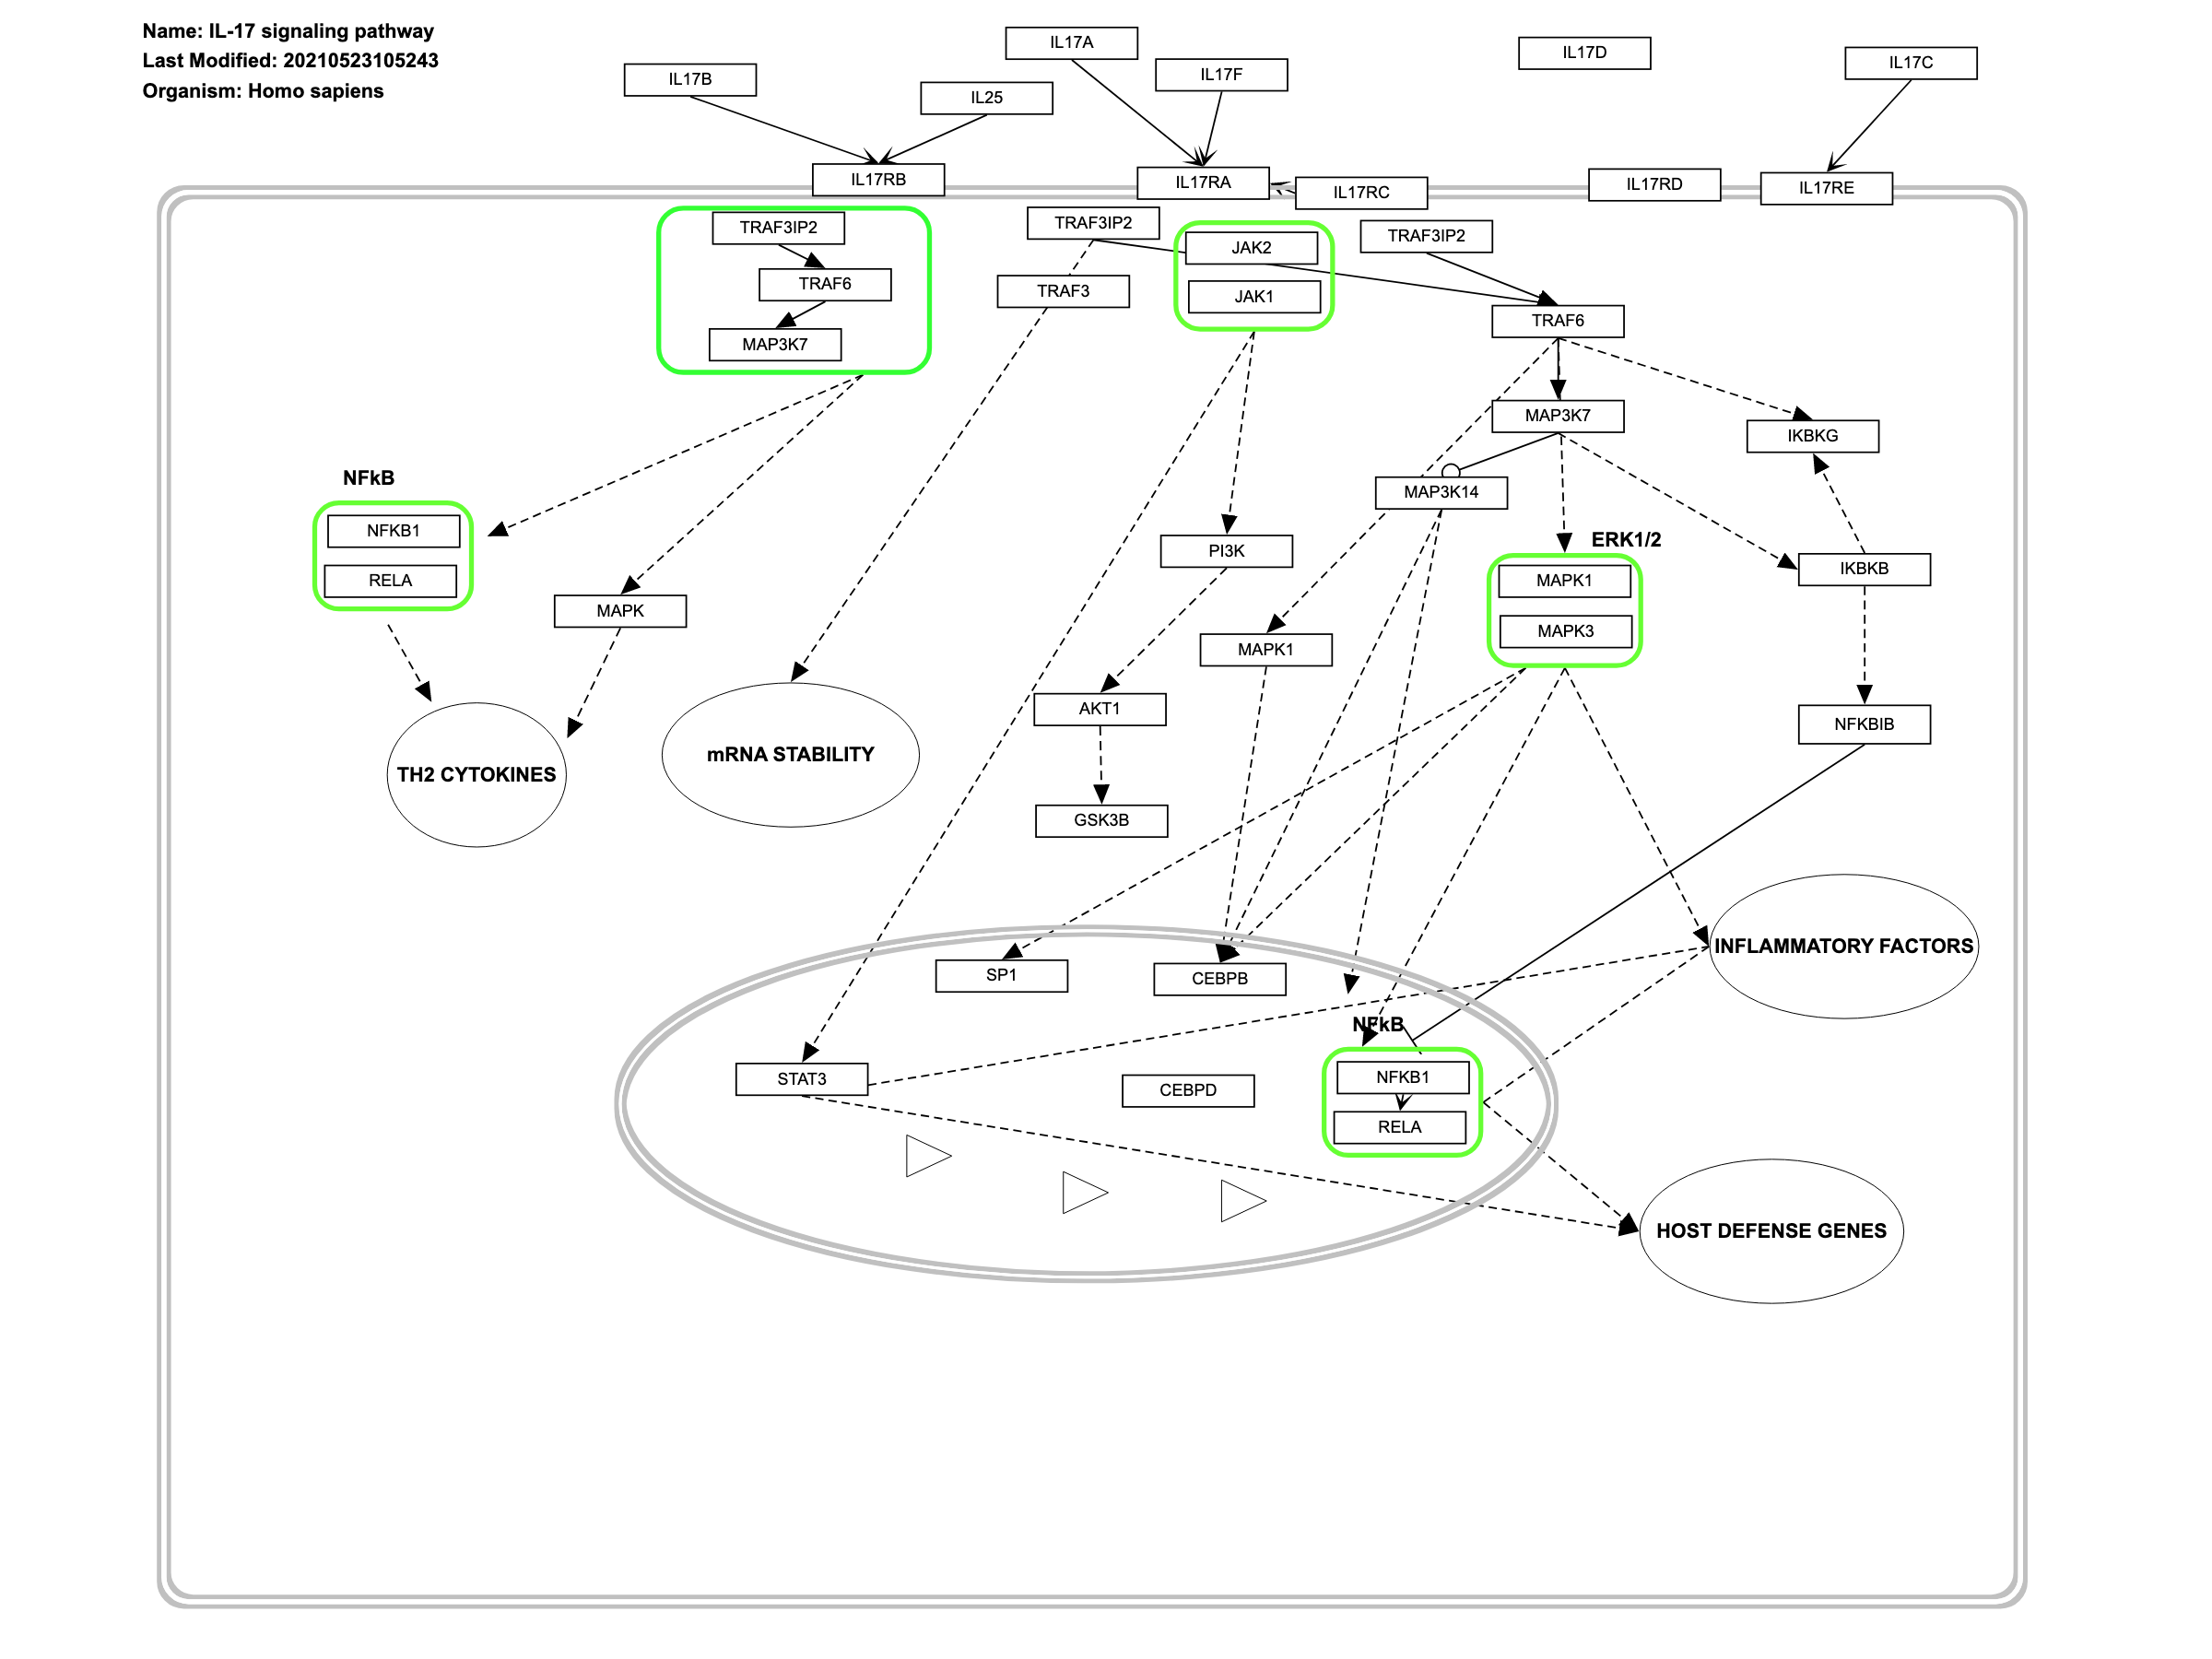 Name: IL-17 signaling pathway
Last Modified: 20210523105243
Organism: Homo sapiens
IL17A
IL17D
IL17C
IL17F
IL17B
IL25
IL17RB
IL17RA
IL17RC
IL17RD
IL17RE
TRAF3IP2
TRAF3IP2
TRAF3IP2
JAK2
TRAF6
TRAF3
JAK1
TRAF6
MAP3K7
MAP3K7
IKBKG
NFkB
MAP3K14
NFKB1
PI3K
ERK1/2
IKBKB
RELA
MAPK1
MAPK
MAPK3
MAPK1
AKT1
NFKBIB
mRNA STABILITY
TH2 CYTOKINES
GSK3B
INFLAMMATORY FACTORS
SP1
CEBPB
NFkB
STAT3
NFKB1
CEBPD
RELA
HOST DEFENSE GENES